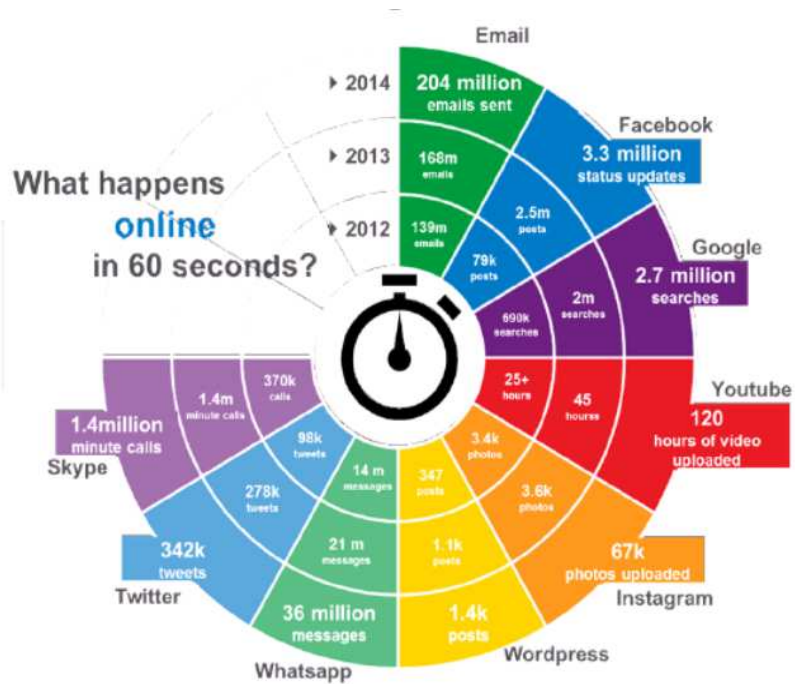 What happens
online
in 60 seconds?
2014
2013
2012
Email
204 million
emails sent
168m
emails
139m
emails
Facebook
3.3 million
status updates
2.5m
posts
79k
posts
Google
2.7 million
searches
2m
searches
690k
searches
Youtube
120
hours of video
uploaded
45
hourse
25+
hours
Instagram
67k
photos uploaded
3.6k
photos
3.4k
photos
Wordpress
1.4k
posts
1.1k
posts
347
posts
Whatsapp
36 million
messages
21 m
messages
14 m
messages
Twitter
342k
tweets
278k
tweets
98k
tweets
Skype
1.4million
minute calls
1.4m
minute calls
370k
calls